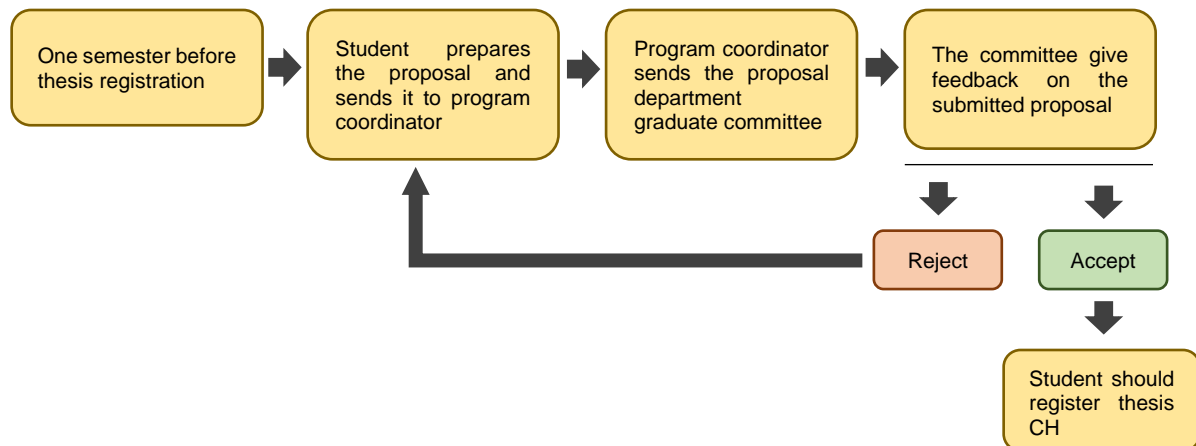 One semester before
thesis registration
Student prepares
the proposal and
sends it to program
coordinator
Program coordinator
sends the proposal
department
graduate committee
The committee give
feedback on the
submitted proposal
Reject
Accept
Student should
register thesis
CH